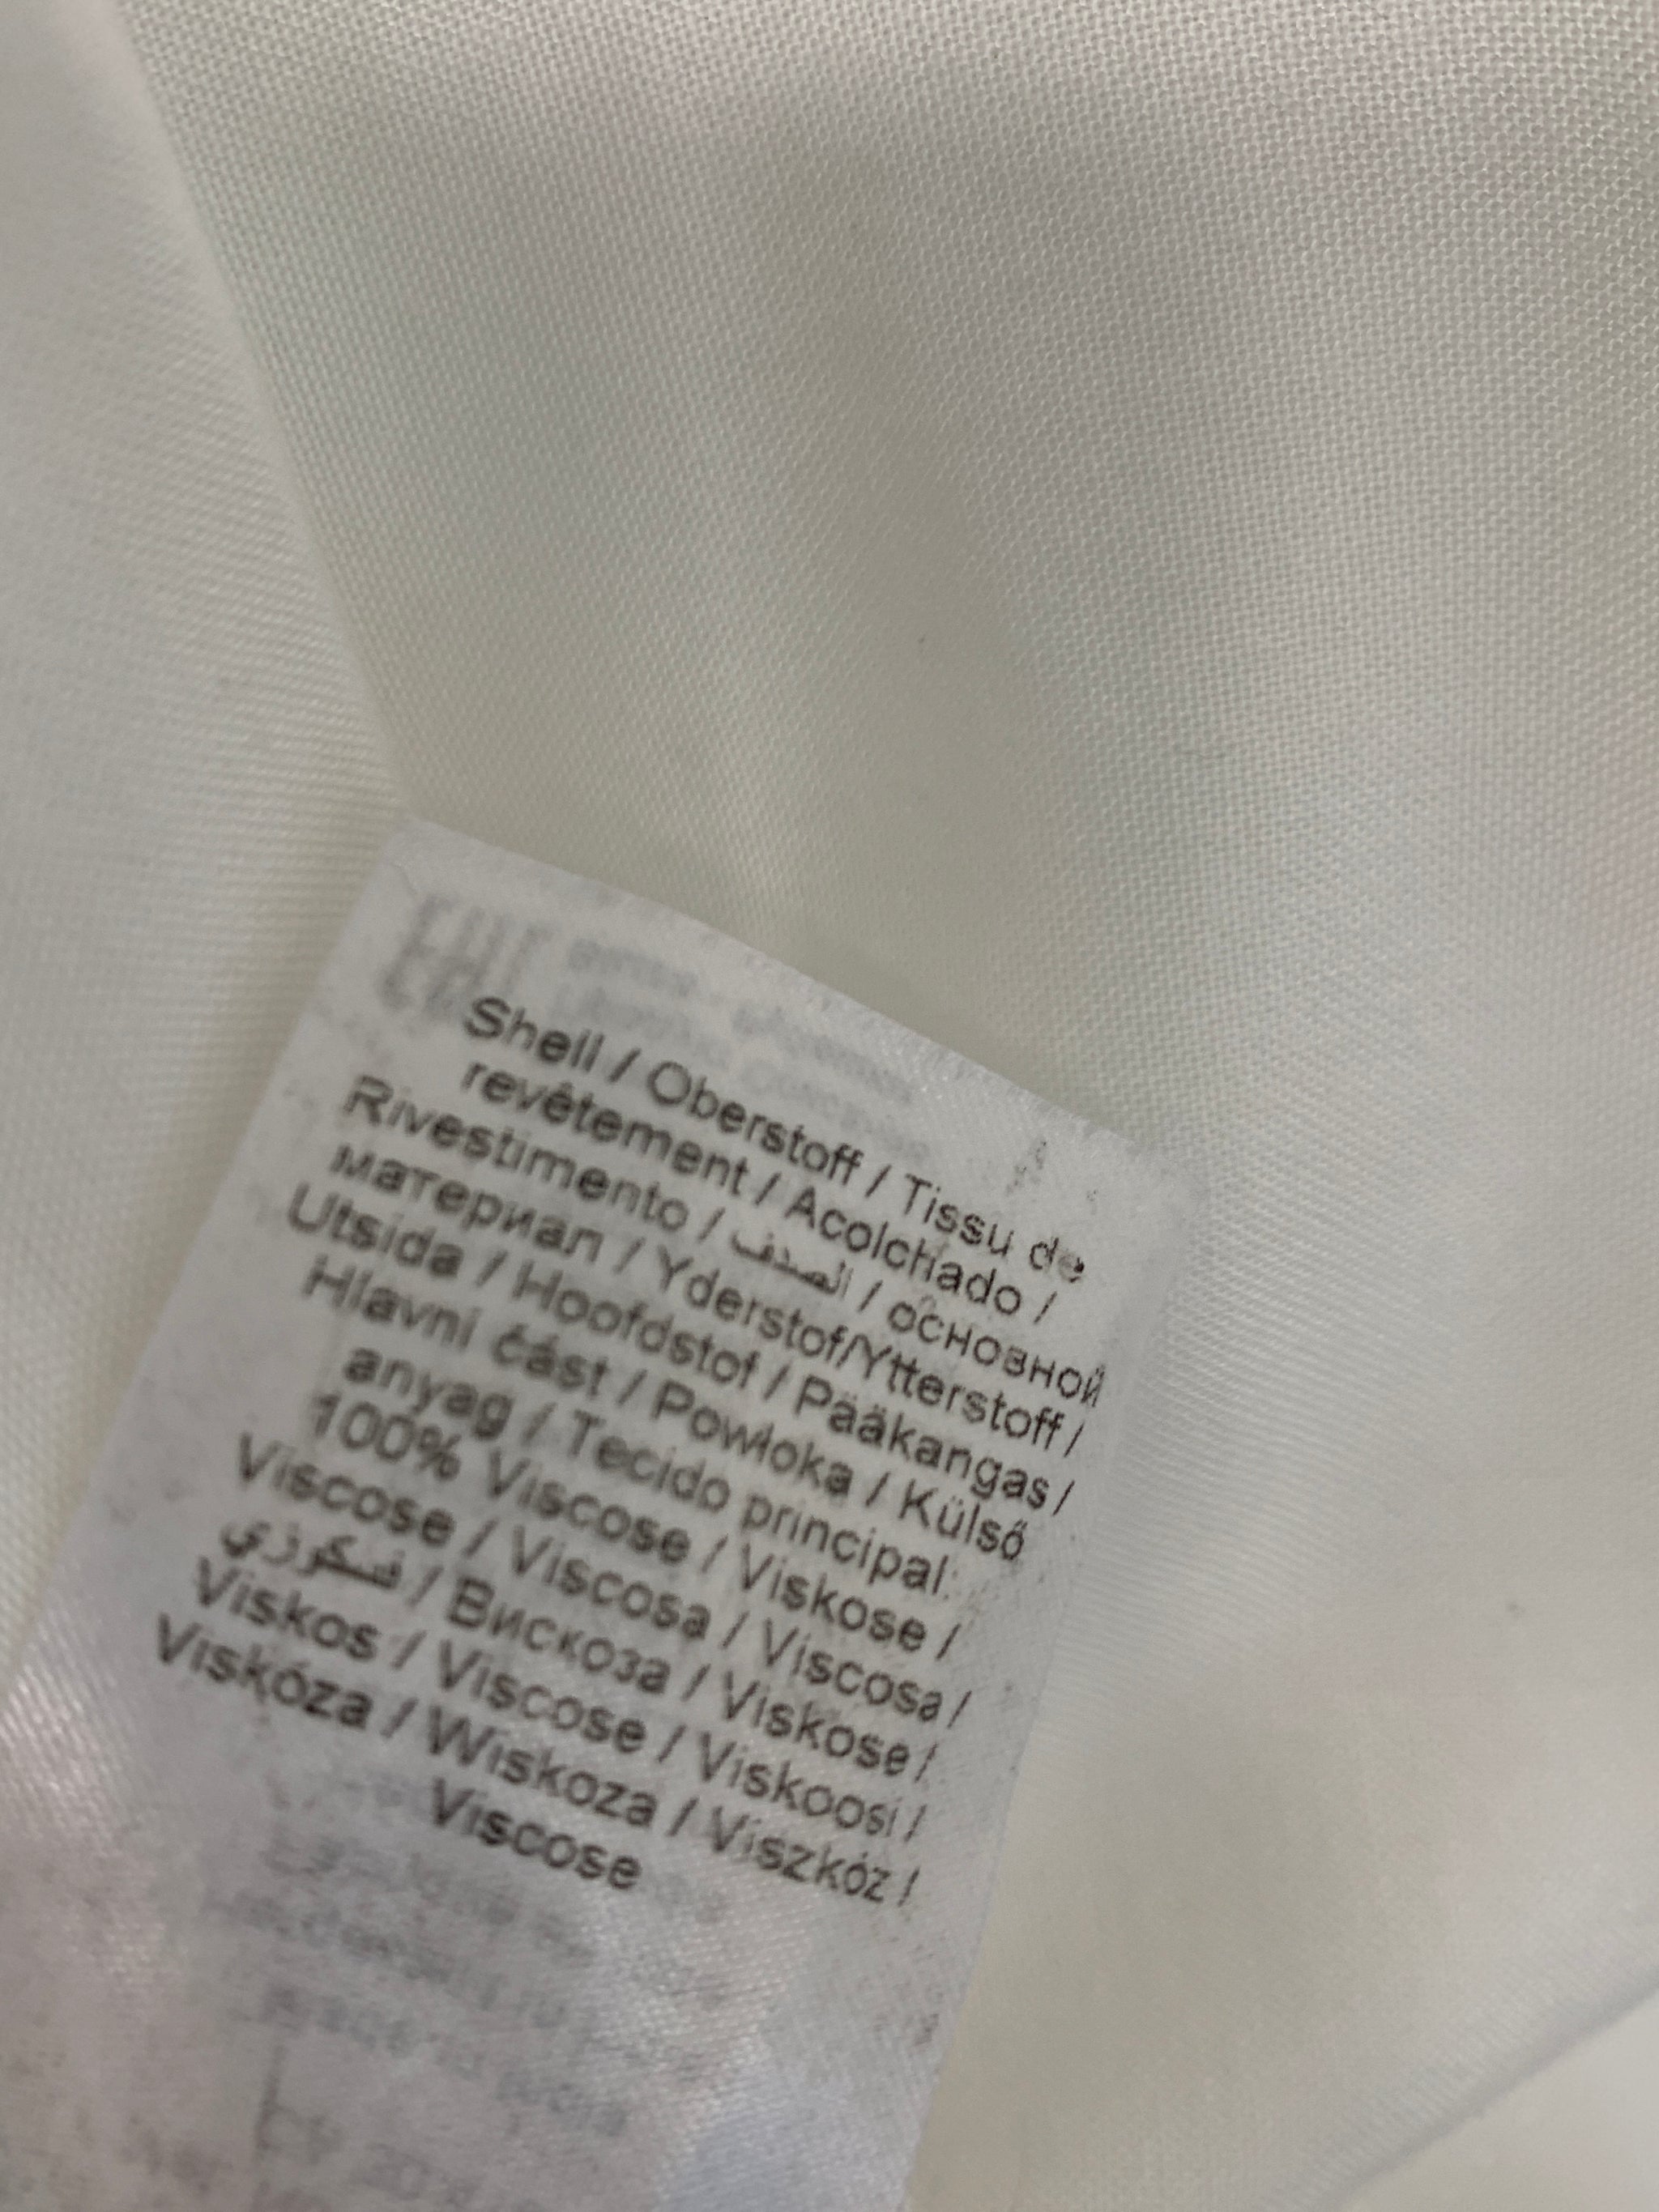 Shell / Oberstoff / Tissu de
revêtement / Acolchado /
Rivestimento / الصدف / основной
материал / Yderstof/Ytterstoff /
Utsida / Hoofdstof / Pääkangas /
Hlavní část / Powłoka / Külső
anyag / Tecido principal:
100% Viscose / Viskose /
Viscose / Viscosa / Viscosa /
فسكوزي / Вискоза / Viskose /
Viskos / Viscose / Viskoosi /
Viskóza / Wiskoza / Viszkóz /
Viscose